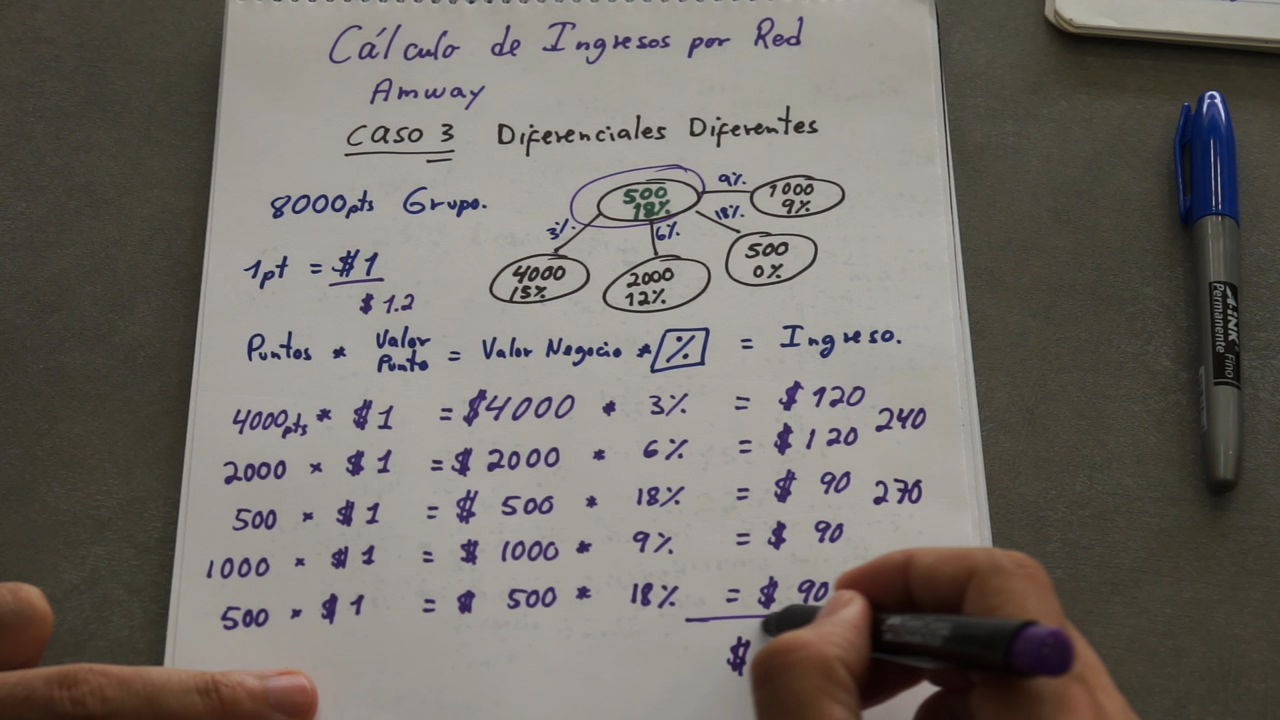 Cálculo de Ingresos por Red
Amway
Caso 3 Diferenciales Diferentes
8000pts Grupo.
500
18%
9%
1000
9%
3%
6%
18%
4000
15%
2000
12%
500
0%
1pt = $1
$1.2
Puntos * Valor Punto = Valor Negocio * % = Ingreso.
4000pts * $1 = $4000 * 3% = $120
240
2000 × $1 = $2000 * 6% = $120
500 * $1 = $500 * 18% = $90
270
1000 * $1 = $1000 * 9% = $90
500 * $1 = $500 * 18% = $90
$
A-INK Fino
Permanente